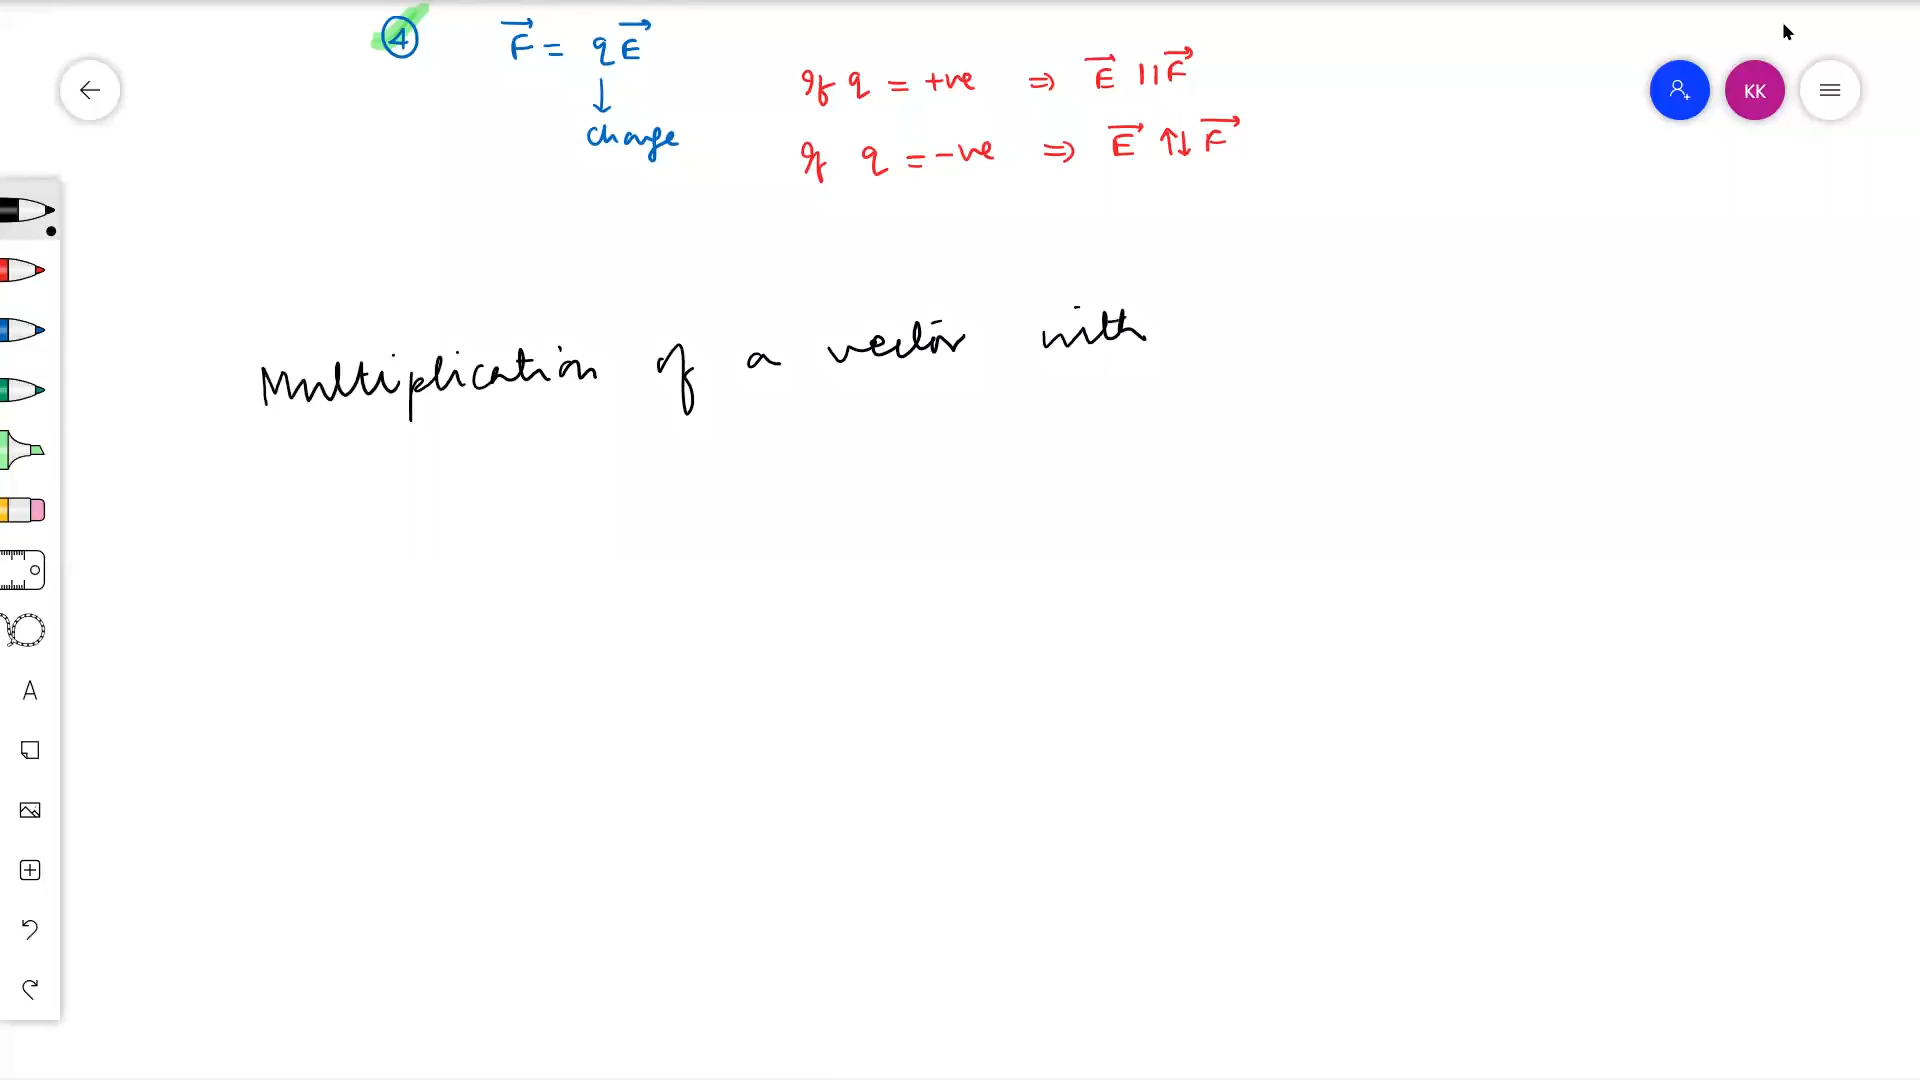 ④ F⃗ = qE⃗
↓
charge
If q = +ve ⇒ E⃗ || F⃗
If q = -ve ⇒ E⃗ ↑↓ F⃗
KK
Multiplication of a vector with
A